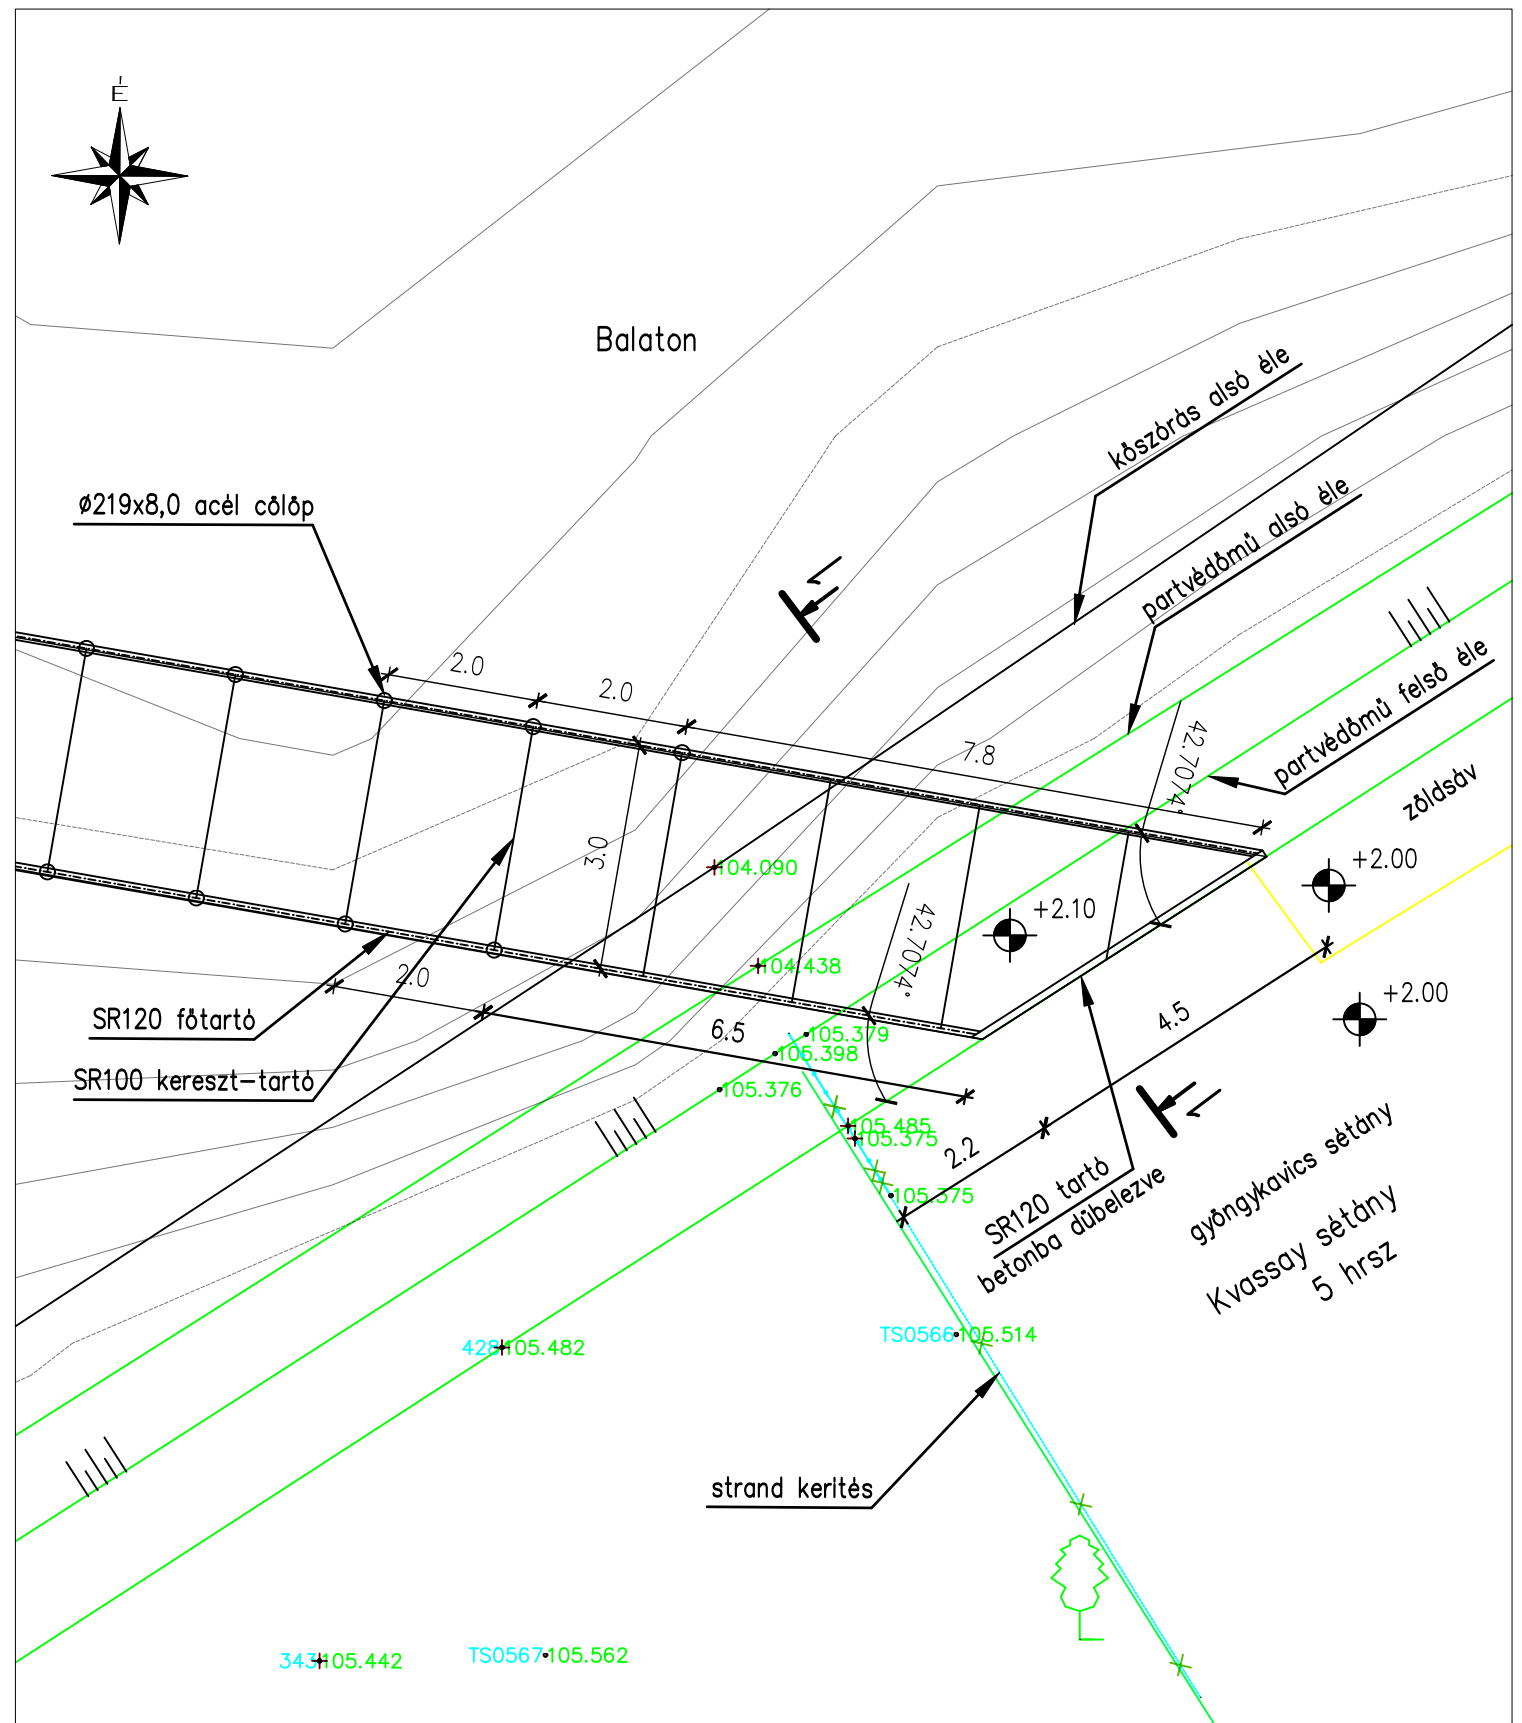 É
Balaton
kőszórás alsó éle
ø219x8,0 acél cölöp
partvédőmű alsó éle
partvédőmű felső éle
2.0
2.0
7.8
42.7074°
zöldsáv
3.0
104.090
+2.00
+2.10
42.7074°
104.438
2.0
SR120 főtartó
+2.00
6.5
105.379
105.398
4.5
SR100 kereszt-tartó
105.376
105.485
105.375
2.2
105.375
SR120 tartó
betonba dűbelezve
gyöngykavics sétány
Kvassay sétány
5 hrsz
428 105.482
TS0566 105.514
strand kerítés
343 105.442
TS0567 105.562